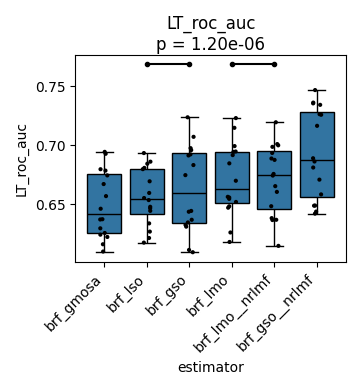 LT_roc_auc
p = 1.20e-06
LT_roc_auc
0.75
0.70
0.65
brf_gmosa
brf_lso
brf_gso
brf_lmo
brf_lmo__nrlmf
brf_gso__nrlmf
estimator